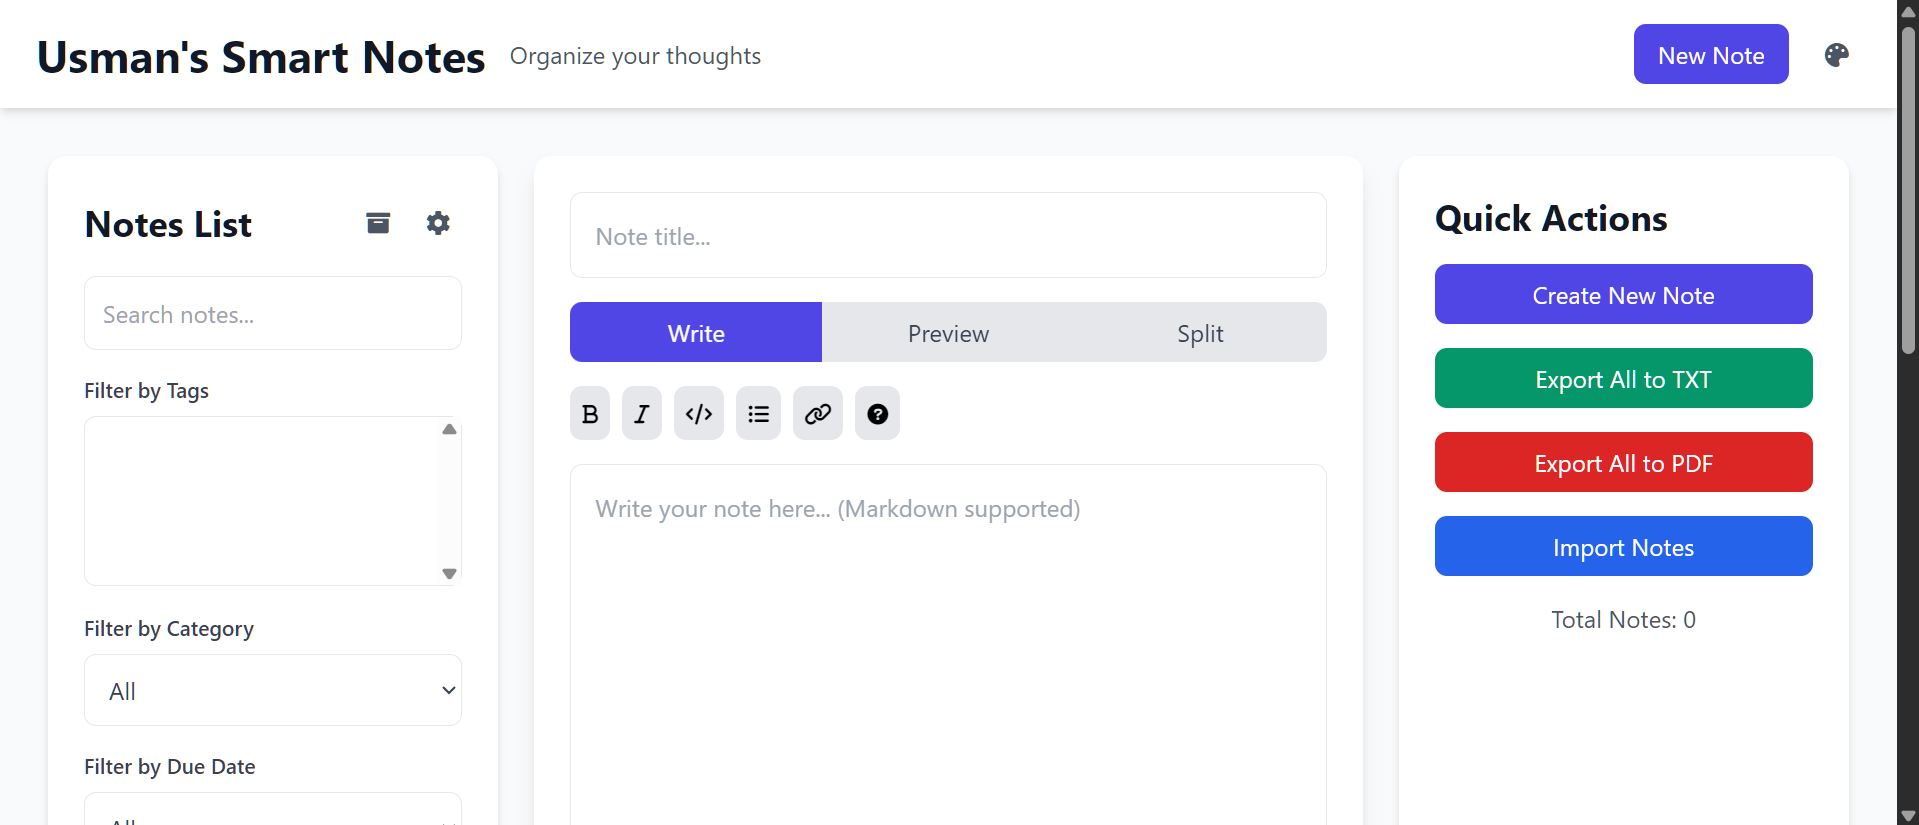 Usman's Smart Notes
Organize your thoughts
New Note
Notes List
Search notes...
Filter by Tags
Filter by Category
All
Filter by Due Date
All
Note title...
Write
Preview
Split
B
I
</>
?
Write your note here... (Markdown supported)
Quick Actions
Create New Note
Export All to TXT
Export All to PDF
Import Notes
Total Notes: 0